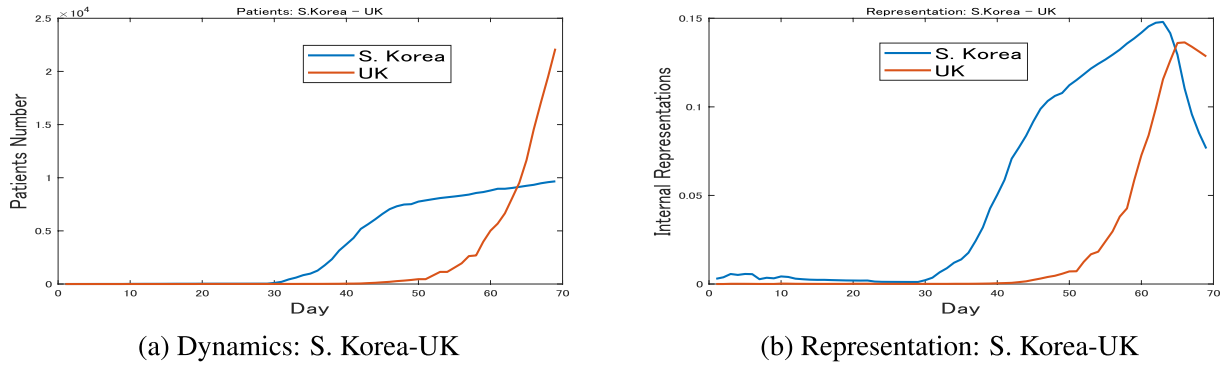 Patients: S.Korea - UK
2.5 ×10⁴
2
1.5
1
0.5
0
Patients Number
S. Korea
UK
0 10 20 30 40 50 60 70
Day
(a) Dynamics: S. Korea-UK
Representation: S.Korea - UK
0.15
0.1
0.05
0
Internal Representations
S. Korea
UK
0 10 20 30 40 50 60 70
Day
(b) Representation: S. Korea-UK